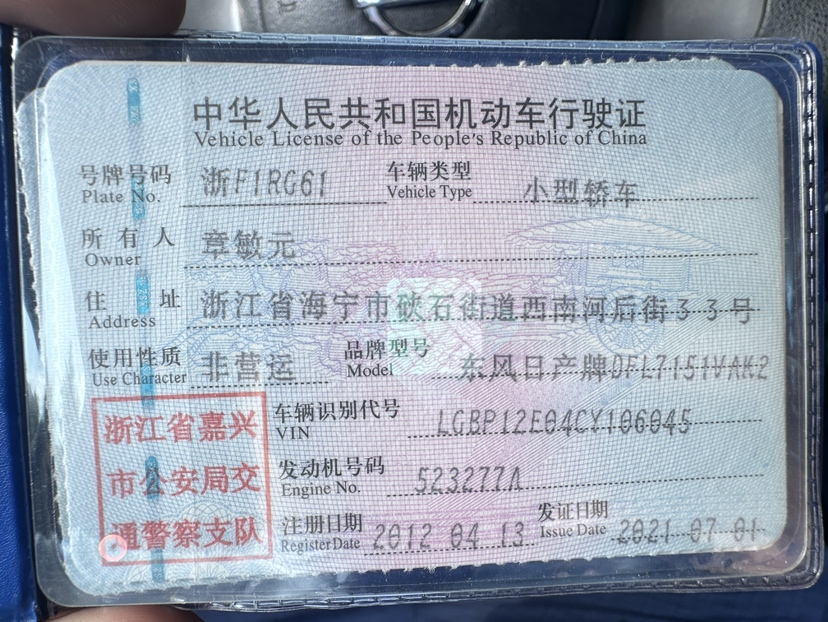 中华人民共和国机动车行驶证
Vehicle License of the People's Republic of China
号牌号码 浙F1RG61 车辆类型 小型轿车
Plate No. Vehicle Type
所有人 章敏元
Owner
住址 浙江省海宁市硖石街道西南河后街33号
Address
使用性质 非营运 品牌型号 东风日产牌DFL7151VAK2
Use Character Model
浙江省嘉兴
市公安局交
通警察支队
车辆识别代号 LGBP12E04CY106045
VIN
发动机号码 523277A
Engine No.
注册日期 2012 04 13 发证日期 2021 07 01
Register Date Issue Date